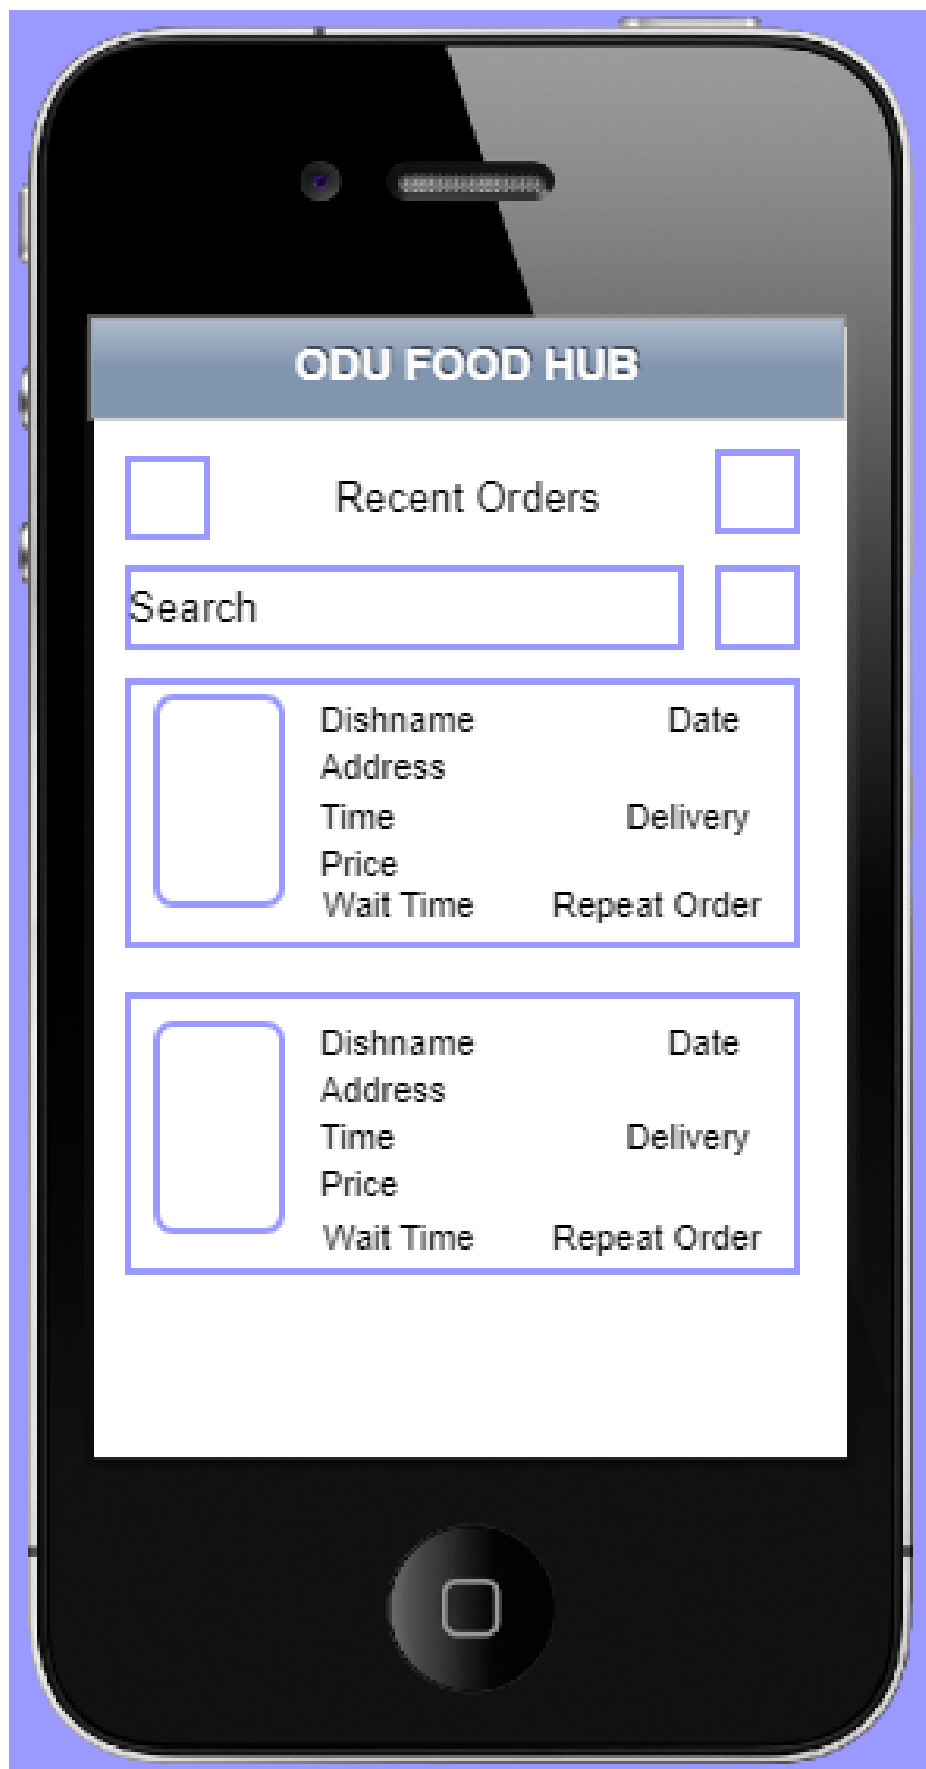 ODU FOOD HUB
Recent Orders
Search
Dishname Date
Address
Time Delivery
Price
Wait Time Repeat Order
Dishname Date
Address
Time Delivery
Price
Wait Time Repeat Order